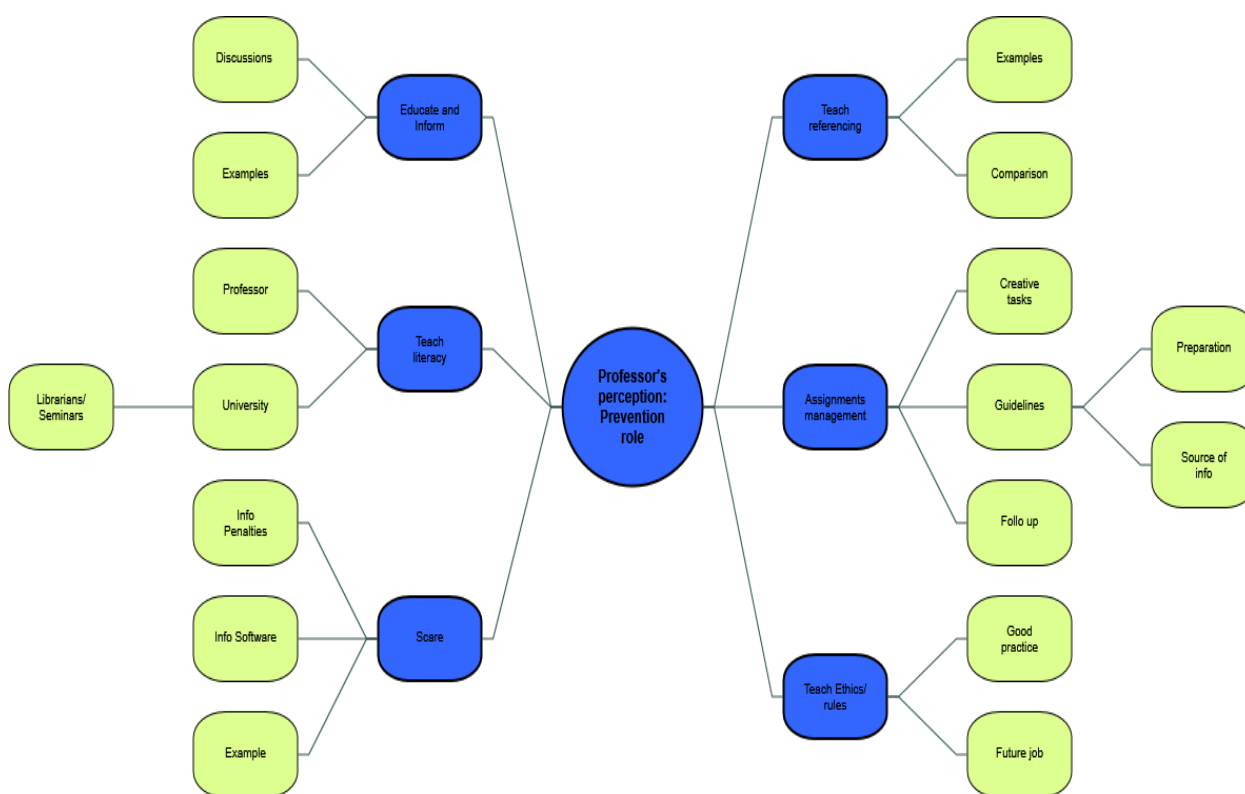 Discussions
Examples
Educate and
Inform
Teach
referencing
Examples
Comparison
Professor
University
Librarians/
Seminars
Teach
literacy
Professor's
perception:
Prevention
role
Assignments
management
Creative
tasks
Guidelines
Follo up
Preparation
Source of
info
Info
Penalties
Info Software
Example
Scare
Teach Ethics/
rules
Good
practice
Future job